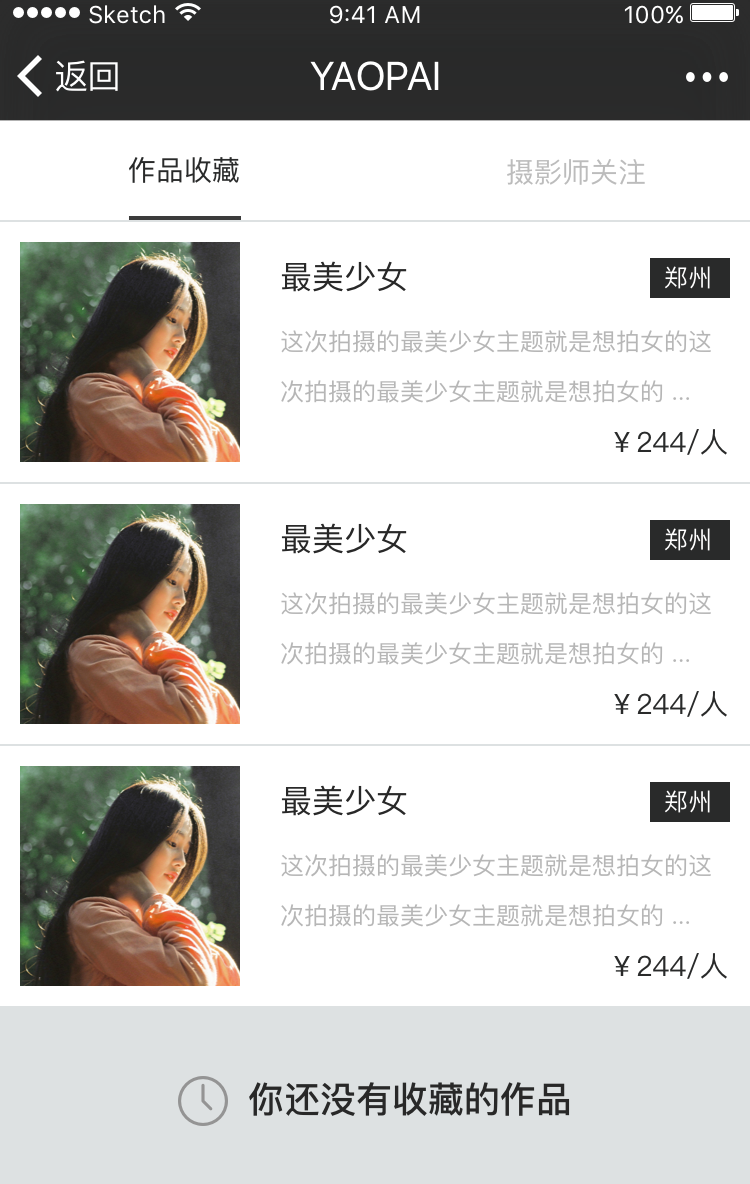 Sketch 9:41 AM 100%
返回 YAOPAI
作品收藏 摄影师关注
最美少女 郑州
这次拍摄的最美少女主题就是想拍女的这
次拍摄的最美少女主题就是想拍女的 ...
¥ 244/人
最美少女 郑州
这次拍摄的最美少女主题就是想拍女的这
次拍摄的最美少女主题就是想拍女的 ...
¥ 244/人
最美少女 郑州
这次拍摄的最美少女主题就是想拍女的这
次拍摄的最美少女主题就是想拍女的 ...
¥ 244/人
你还没有收藏的作品